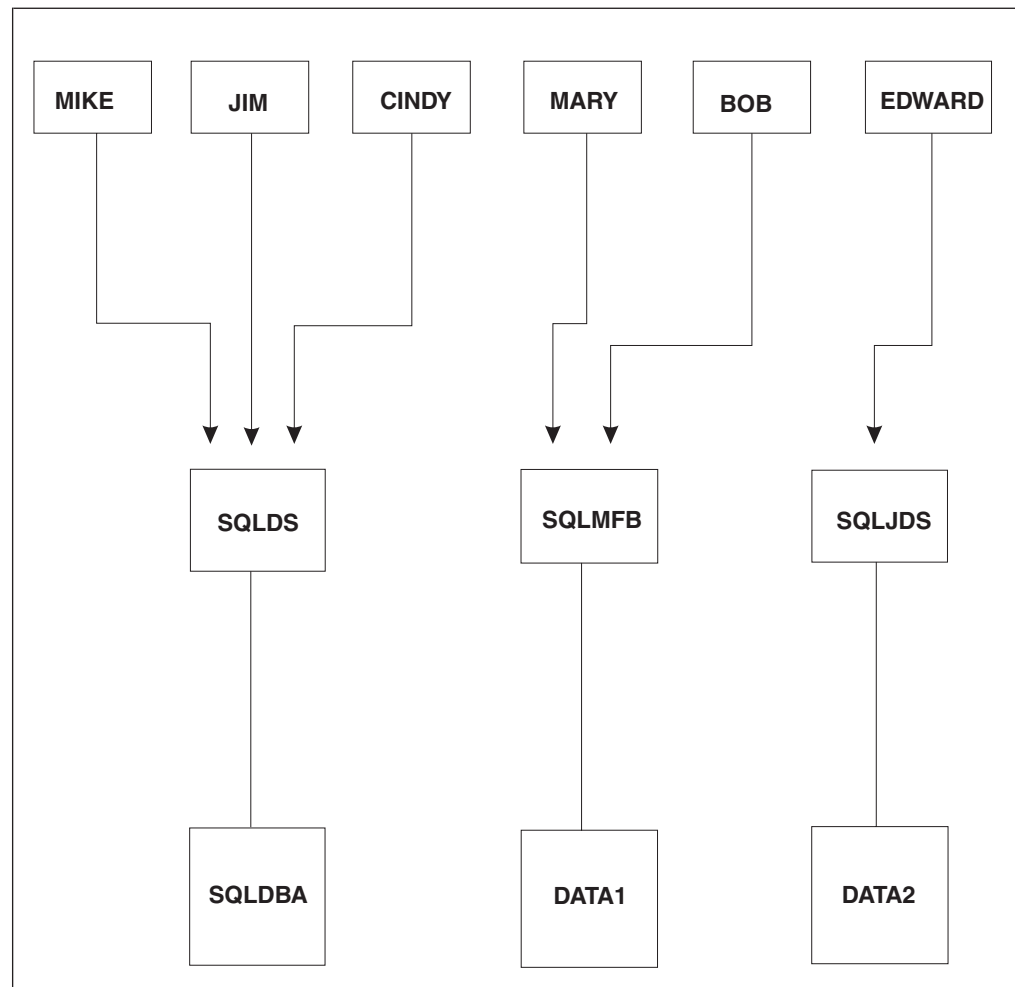 MIKE
JIM
CINDY
MARY
BOB
EDWARD
SQLDS
SQLMFB
SQLJDS
SQLDBA
DATA1
DATA2